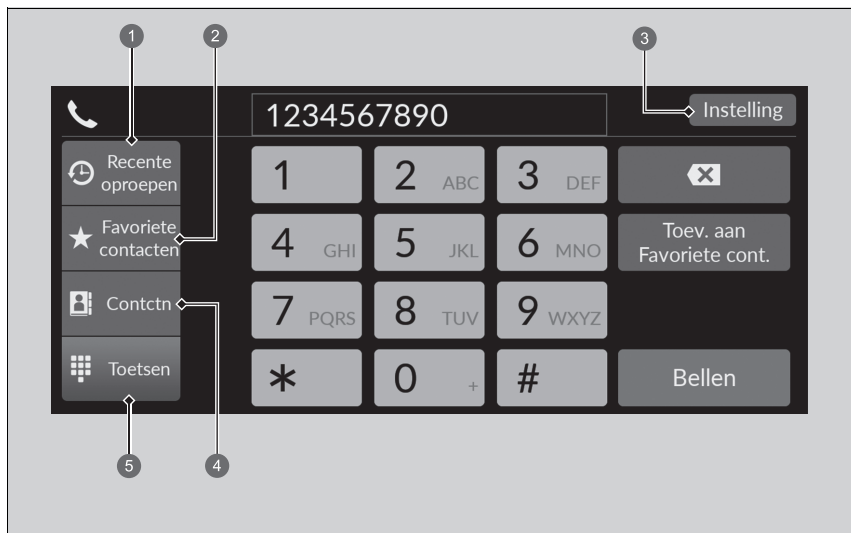 1
2
3
1234567890
Instelling
Recente
oproepen
Favoriete
contacten
Contctn
Toetsen
1
2 ABC
3 DEF
4 GHI
5 JKL
6 MNO
Toev. aan
Favoriete cont.
7 PQRS
8 TUV
9 WXYZ
*
0 +
#
Bellen
5
4